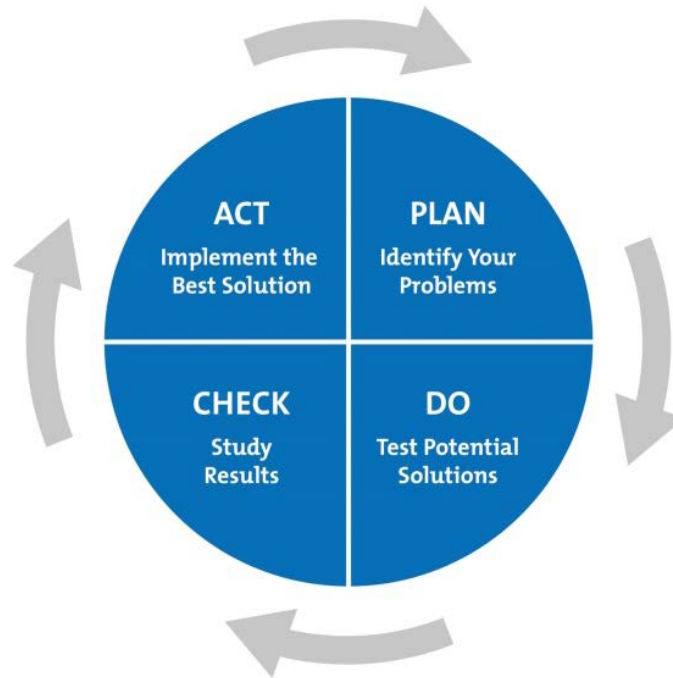 ACT
Implement the
Best Solution
PLAN
Identify Your
Problems
CHECK
Study
Results
DO
Test Potential
Solutions